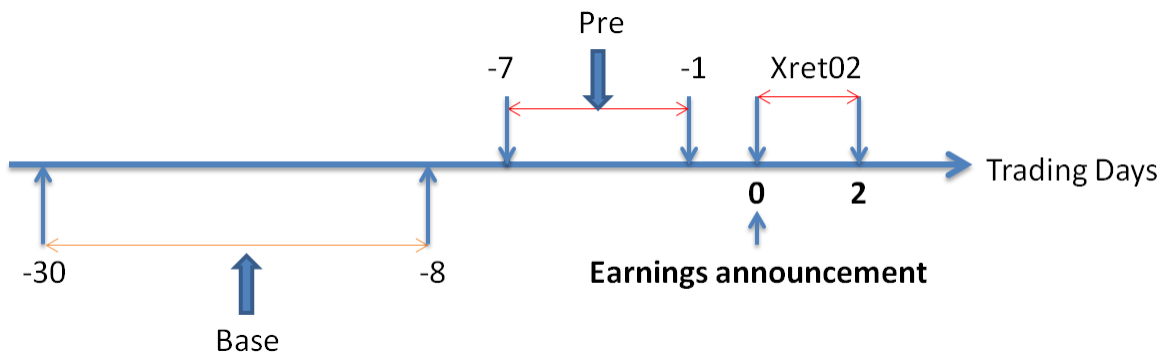 Pre
-7
-1
Xret02
Trading Days
0
2
-30
-8
Earnings announcement
Base